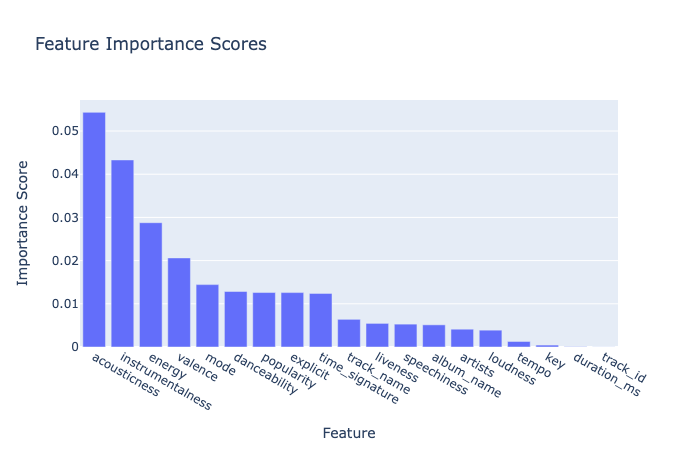 Feature Importance Scores
Importance Score
0.05
0.04
0.03
0.02
0.01
0
acousticness
instrumentalness
energy
valence
mode
danceability
popularity
explicit
time_signature
track_name
liveness
speechiness
album_name
artists
loudness
tempo
key
duration_ms
track_id
Feature